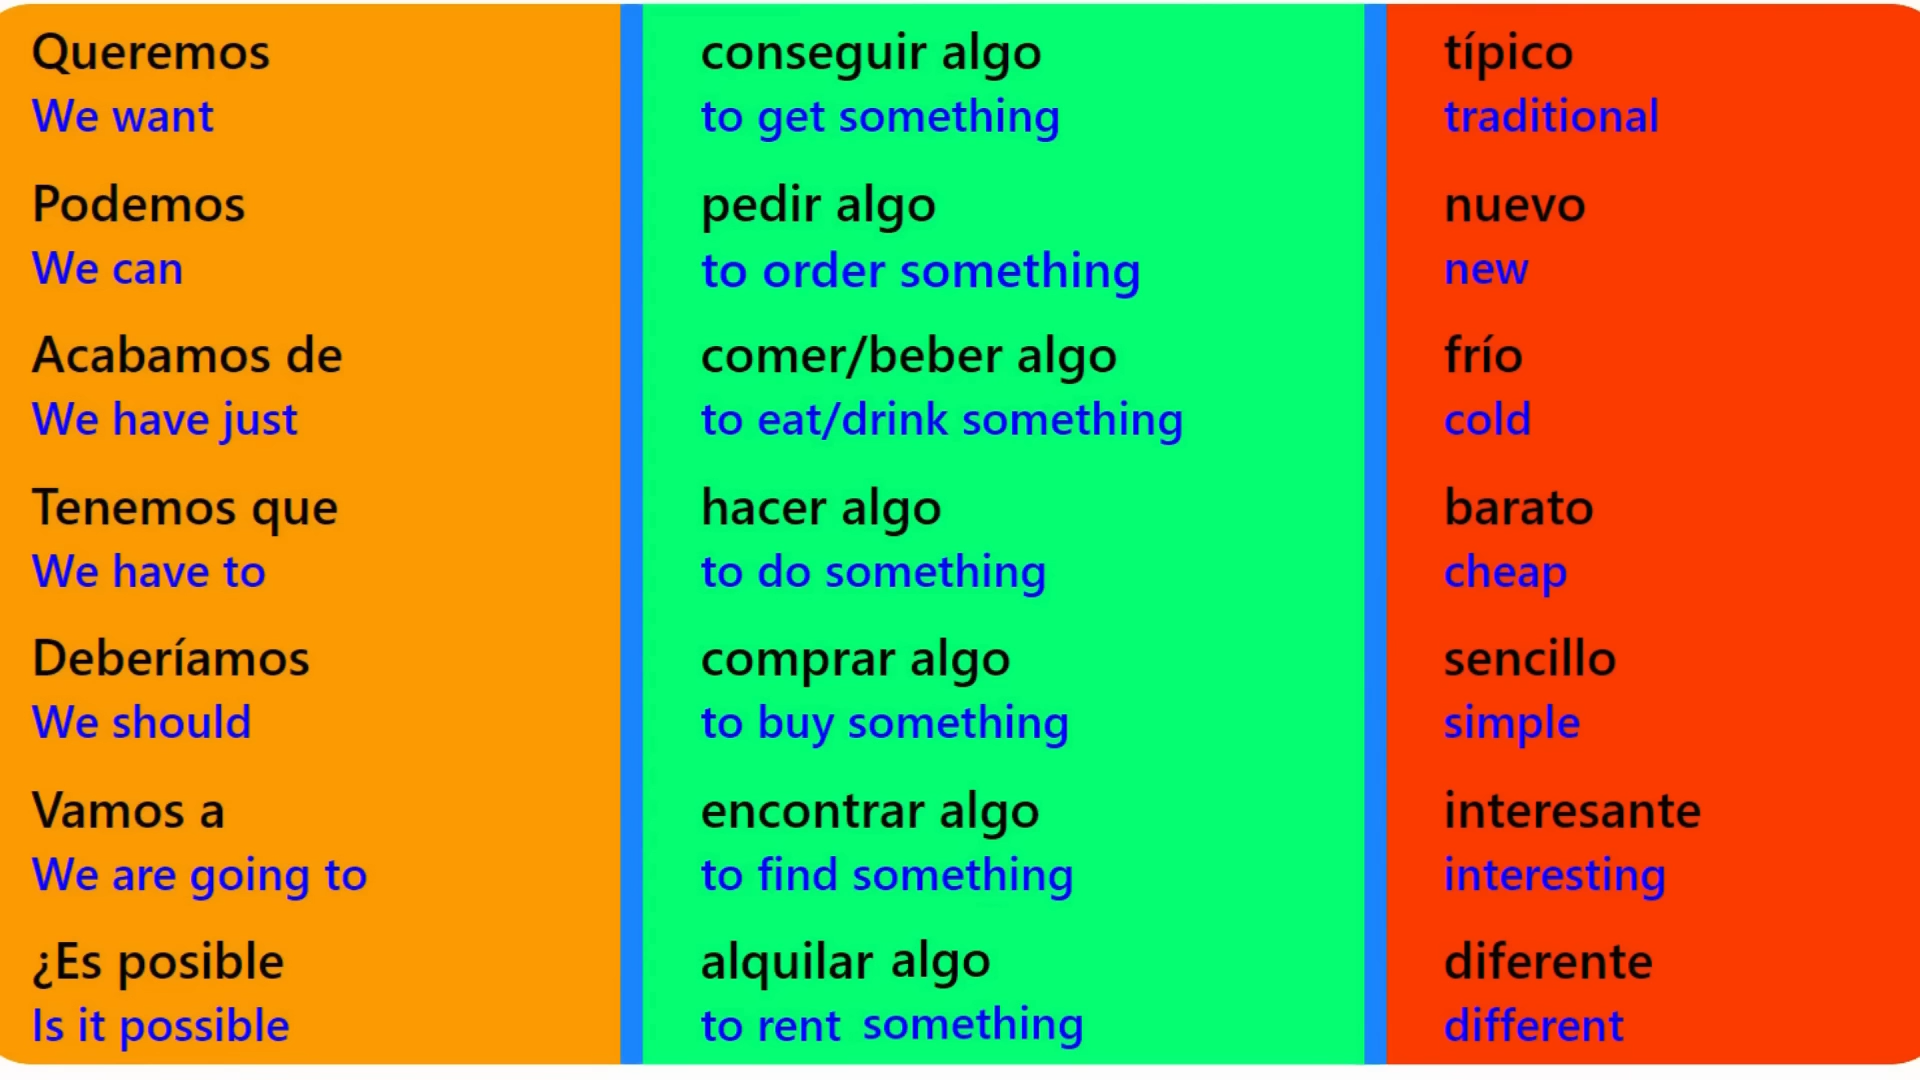 Queremos
We want
Podemos
We can
Acabamos de
We have just
Tenemos que
We have to
Deberíamos
We should
Vamos a
We are going to
¿Es posible
Is it possible
conseguir algo
to get something
pedir algo
to order something
comer/beber algo
to eat/drink something
hacer algo
to do something
comprar algo
to buy something
encontrar algo
to find something
alquilar algo
to rent something
típico
traditional
nuevo
new
frío
cold
barato
cheap
sencillo
simple
interesante
interesting
diferente
different